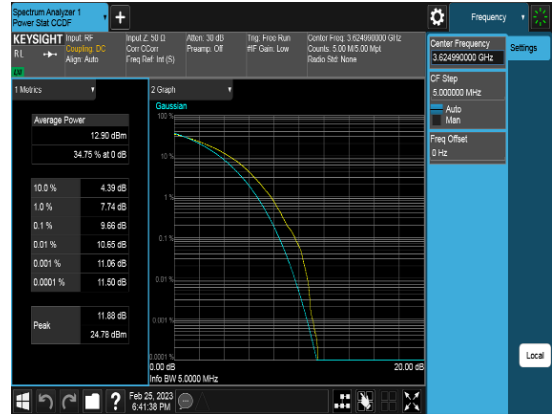 Spectrum Analyzer 1
Power Stat CCDF
Frequency
KEYSIGHT
Input: RF
Coupling: DC
Align: Auto
Input Z: 50 Ω
Corr CCorr
Freq Ref: Int (S)
Atten: 30 dB
Preamp: Off
Trig: Free Run
#IF Gain: Low
Center Freq: 3.624990000 GHz
Counts: 5.00 M/5.00 Mpt
Radio Std: None
LXI
Center Frequency
3.624990000 GHz
Settings
CF Step
5.000000 MHz
Auto
Man
Freq Offset
0 Hz
1 Metrics
2 Graph
Average Power
12.90 dBm
34.75 % at 0 dB
10.0 % 4.39 dB
1.0 % 7.74 dB
0.1 % 9.66 dB
0.01 % 10.65 dB
0.001 % 11.06 dB
0.0001 % 11.50 dB
Peak
11.88 dB
24.78 dBm
Gaussian
100 %
10 %
1 %
0.1 %
0.01 %
0.001 %
0.0001 %
0.00 dB 20.00 dB
Info BW 5.0000 MHz
Local
Feb 25, 2023
6:41:38 PM